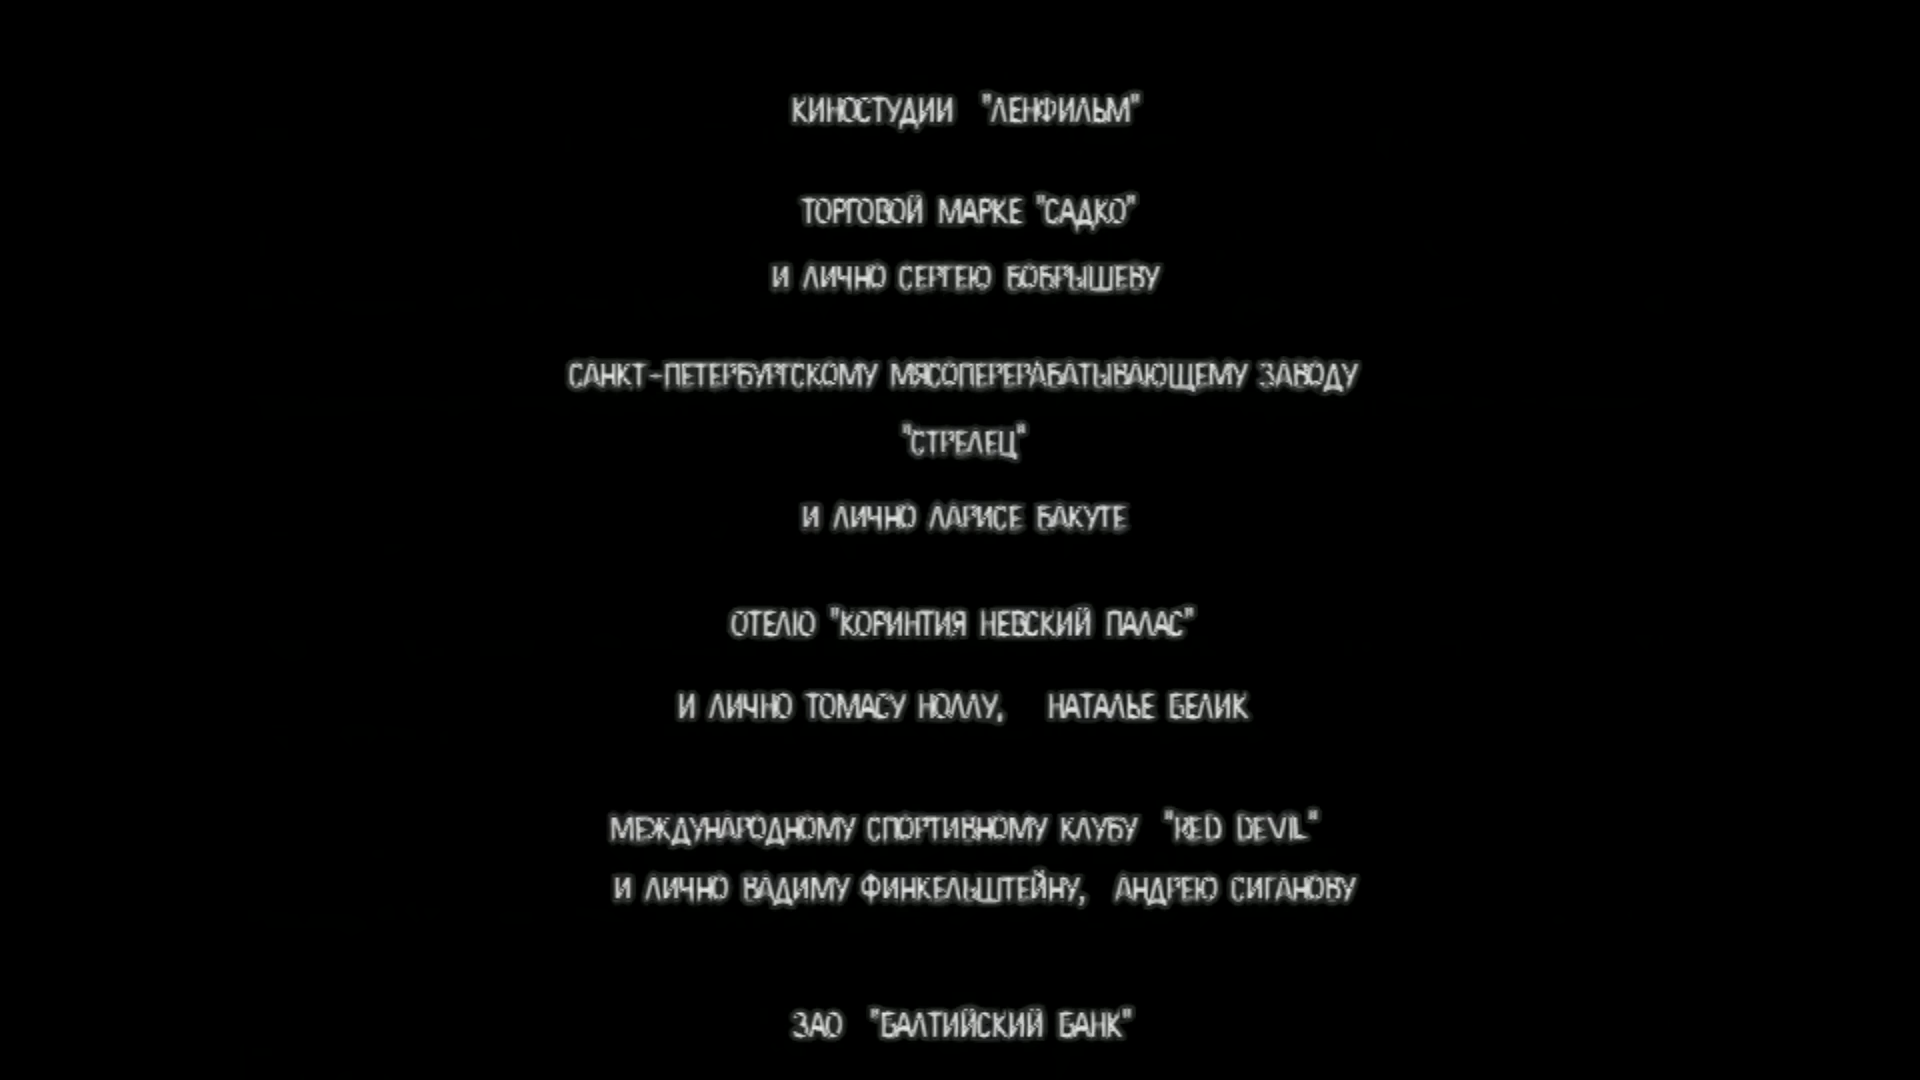 КИНОСТУДИИ "ЛЕНФИЛЬМ"
ТОРГОВОЙ МАРКЕ "САДКО"
И ЛИЧНО СЕРГЕЮ БОБРЫШЕВУ
САНКТ-ПЕТЕРБУРГСКОМУ МЯСОПЕРЕРАБАТЫВАЮЩЕМУ ЗАВОДУ
"СТРЕЛЕЦ"
И ЛИЧНО ЛАРИСЕ БАКУТЕ
ОТЕЛЮ "КОРИНТИЯ НЕВСКИЙ ПАЛАС"
И ЛИЧНО ТОМАСУ НОЛЛУ, НАТАЛЬЕ БЕЛИК
МЕЖДУНАРОДНОМУ СПОРТИВНОМУ КЛУБУ "RED DEVIL"
И ЛИЧНО ВАДИМУ ФИНКЕЛЬШТЕЙНУ, АНДРЕЮ СИГАНОВУ
ЗАО "БАЛТИЙСКИЙ БАНК"